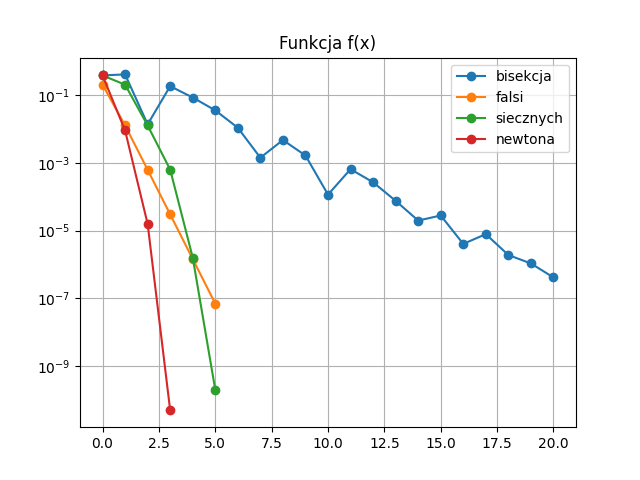 Funkcja f(x)
bisekcja
falsi
siecznych
newtona
10⁻¹
10⁻³
10⁻⁵
10⁻⁷
10⁻⁹
0.0 2.5 5.0 7.5 10.0 12.5 15.0 17.5 20.0